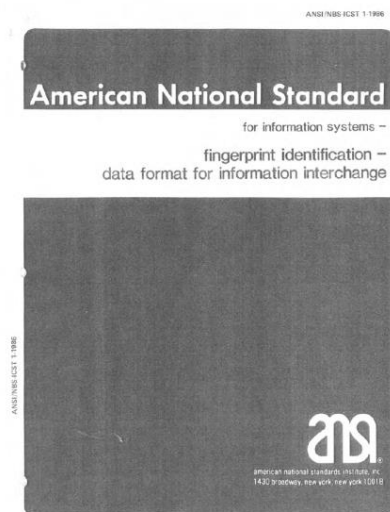 ANSI/NBS-ICST 1-1986
American National Standard
for information systems –
fingerprint identification –
data format for information interchange
ANSI/NBS-ICST 1-1986
ansi®
american national standards institute, inc.
1430 broadway, new york, new york 10018